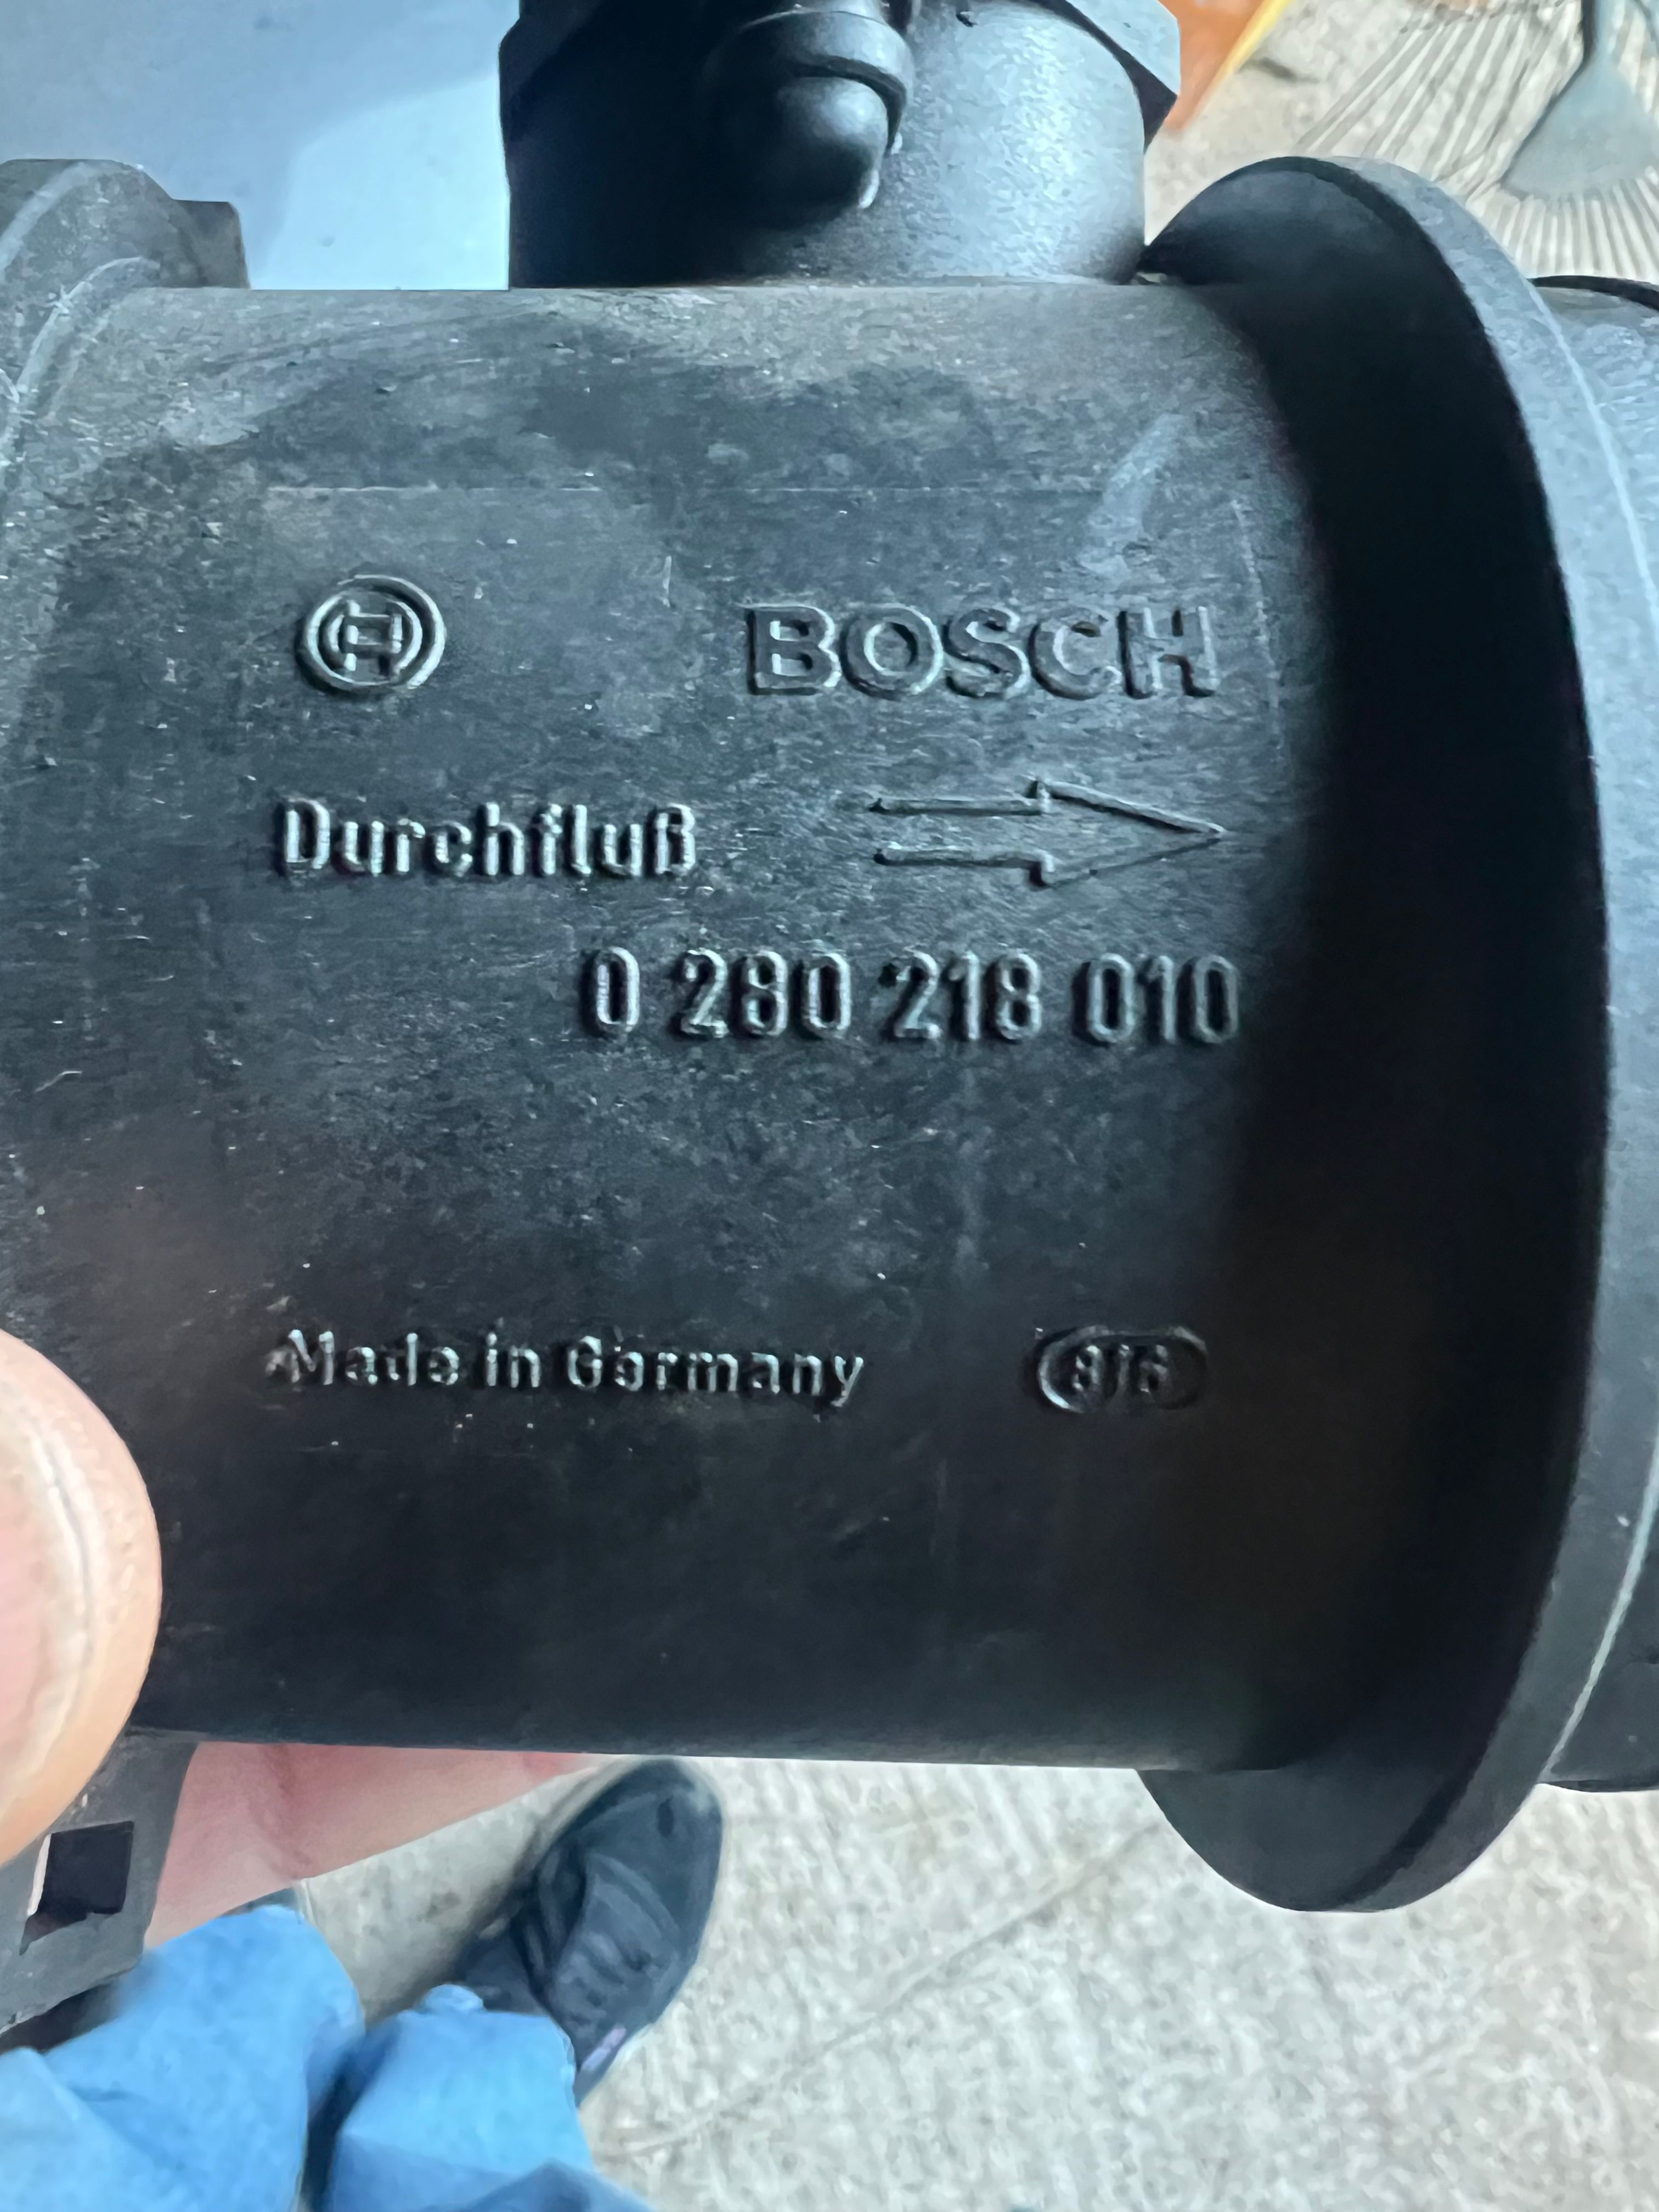 BOSCH
Durchfluß
0 280 218 010
Made in Germany